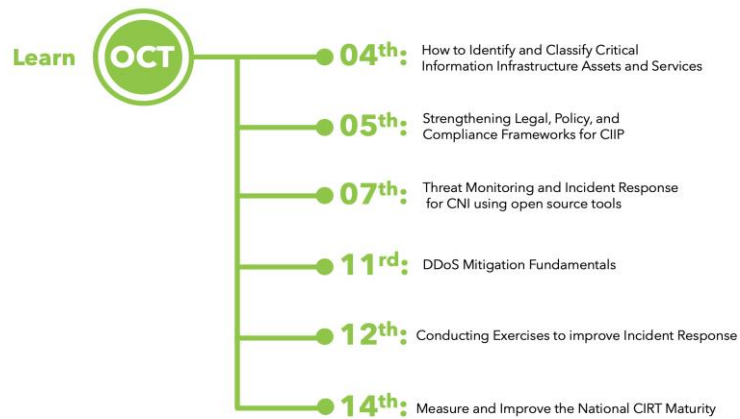 Learn
OCT
04th: How to Identify and Classify Critical
Information Infrastructure Assets and Services
05th: Strengthening Legal, Policy, and
Compliance Frameworks for CIIP
07th: Threat Monitoring and Incident Response
for CNI using open source tools
11rd: DDoS Mitigation Fundamentals
12th: Conducting Exercises to improve Incident Response
14th: Measure and Improve the National CIRT Maturity